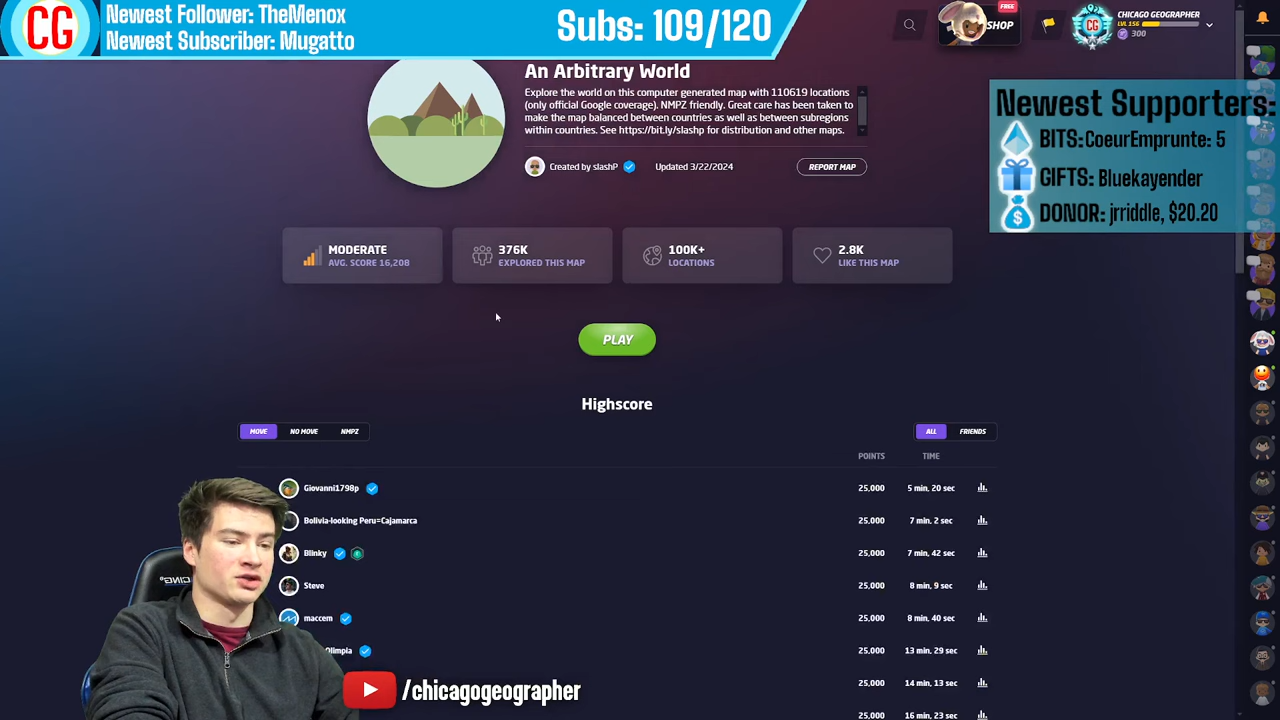 CG
Newest Follower: TheMenox
Newest Subscriber: Mugatto
Subs: 109/120
FREE
SHOP
CG
CHICAGO GEOGRAPHER
LVL 156
300
Newest Supporters:
BITS:CoeurEmprunte: 5
GIFTS: Bluekayender
DONOR: jrriddle, $20.20
An Arbitrary World
Explore the world on this computer generated map with 110619 locations
(only official Google coverage). NMPZ friendly. Great care has been taken to
make the map balanced between countries as well as between subregions
within countries. See https://bit.ly/slashp for distribution and other maps.
Created by slashP
Updated 3/22/2024
REPORT MAP
MODERATE
AVG. SCORE 16,208
376K
EXPLORED THIS MAP
100K+
LOCATIONS
2.8K
LIKE THIS MAP
PLAY
Highscore
MOVE
NO MOVE
NMPZ
ALL
FRIENDS
POINTS
TIME
Giovanni1798p
25,000
5 min, 20 sec
Bolivia-looking Peru=Cajamarca
25,000
7 min, 2 sec
Blinky
25,000
7 min, 42 sec
Steve
25,000
8 min, 9 sec
maccem
25,000
8 min, 40 sec
Olimpia
25,000
13 min, 29 sec
25,000
14 min, 13 sec
25,000
16 min, 23 sec
/chicagogeographer